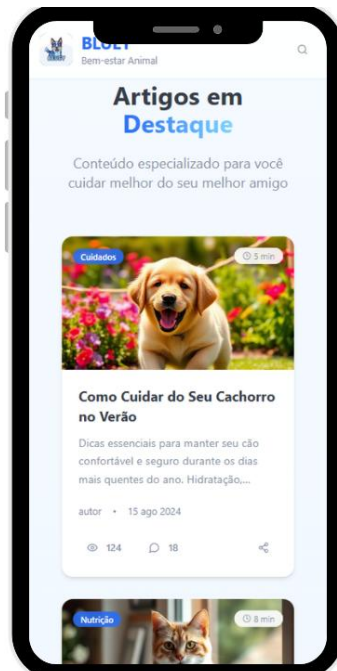 BLUEY
Bem-estar Animal
Artigos em
Destaque
Conteúdo especializado para você
cuidar melhor do seu melhor amigo
Cuidados
5 min
Como Cuidar do Seu Cachorro
no Verão
Dicas essenciais para manter seu cão
confortável e seguro durante os dias
mais quentes do ano. Hidratação,...
autor • 15 ago 2024
124
18
Nutrição
8 min